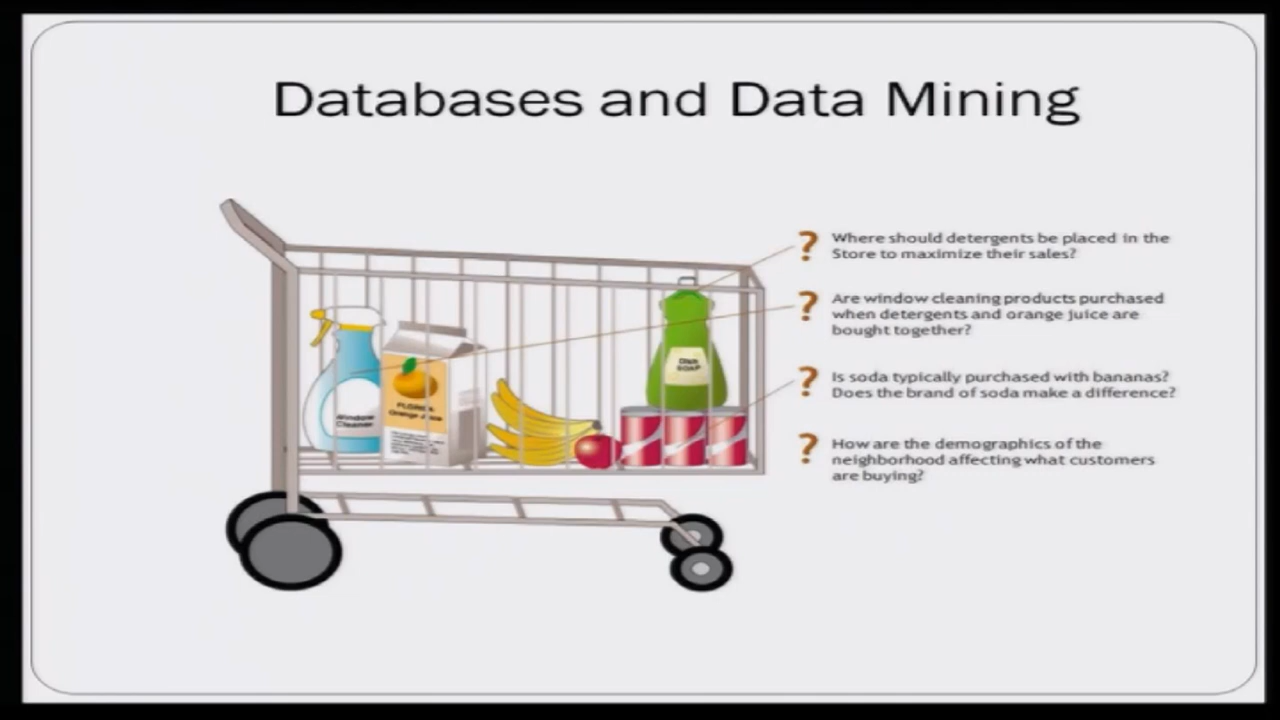 Databases and Data Mining
? Where should detergents be placed in the
Store to maximize their sales?
? Are window cleaning products purchased
when detergents and orange juice are
bought together?
? Is soda typically purchased with bananas?
Does the brand of soda make a difference?
? How are the demographics of the
neighborhood affecting what customers
are buying?
Window
Cleaner
Orange
SOAP